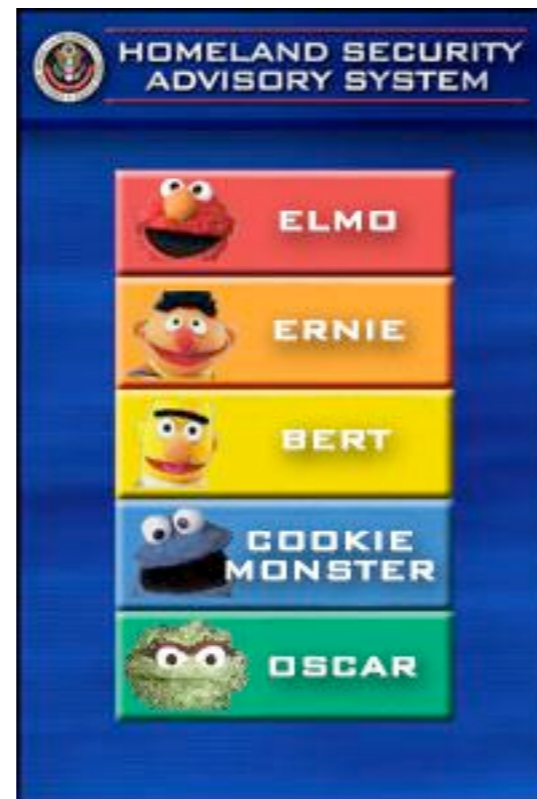 HOMELAND SECURITY
ADVISORY SYSTEM
ELMO
ERNIE
BERT
COOKIE
MONSTER
OSCAR